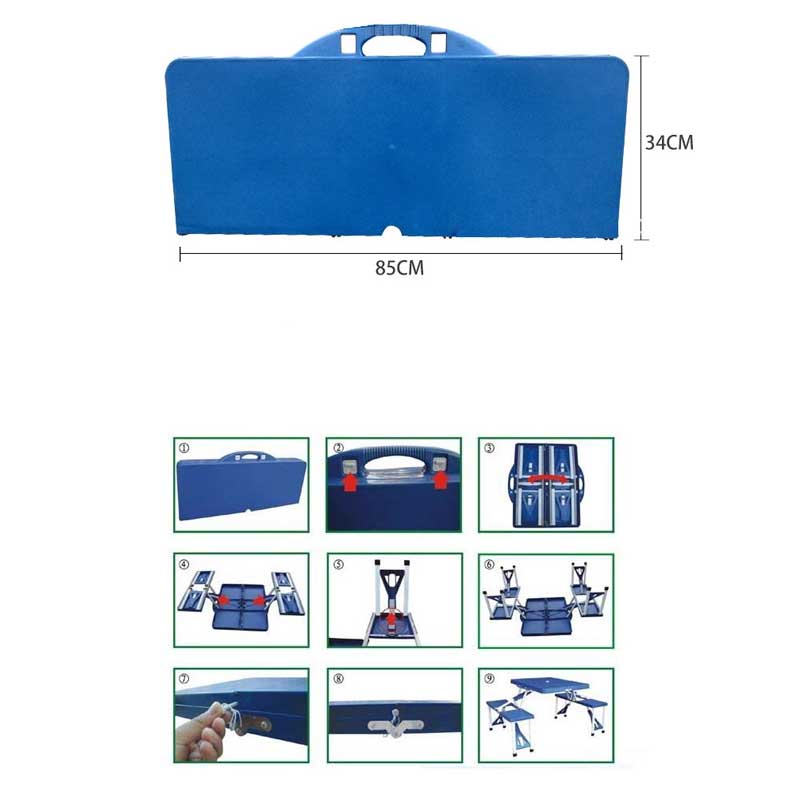 34CM
85CM
① ② ③
④ ⑤ ⑥
⑦ ⑧ ⑨